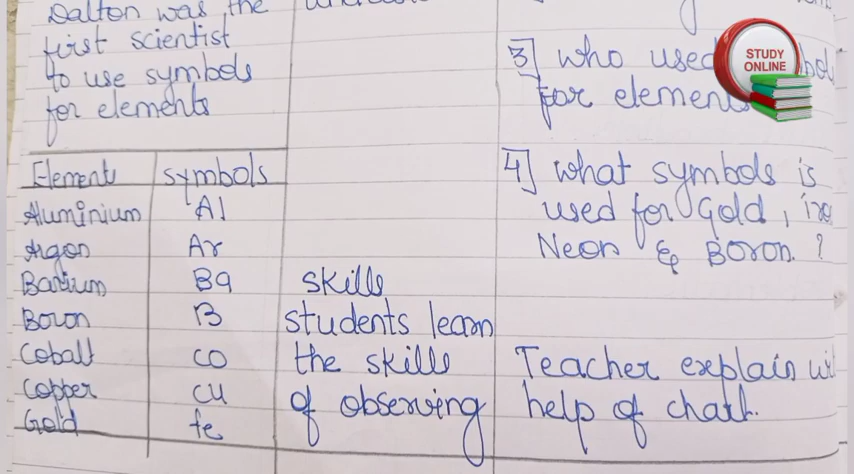 Dalton was the
first scientist
to use symbols
for elements
Element symbols
Aluminium Al
Argon Ar
Barium Ba
Boron B
Cobalt CO
Copper CU
Gold fe
skills
students learn
the skills
of observing
3] who used
for elements
4] what symbols is
used for Gold,
Neon & Boron. ?
Teacher explain
help of chart.
STUDY
ONLINE